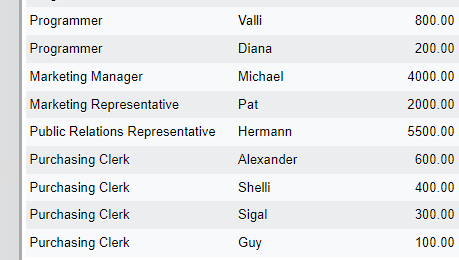 Programmer Valli 800.00
Programmer Diana 200.00
Marketing Manager Michael 4000.00
Marketing Representative Pat 2000.00
Public Relations Representative Hermann 5500.00
Purchasing Clerk Alexander 600.00
Purchasing Clerk Shelli 400.00
Purchasing Clerk Sigal 300.00
Purchasing Clerk Guy 100.00